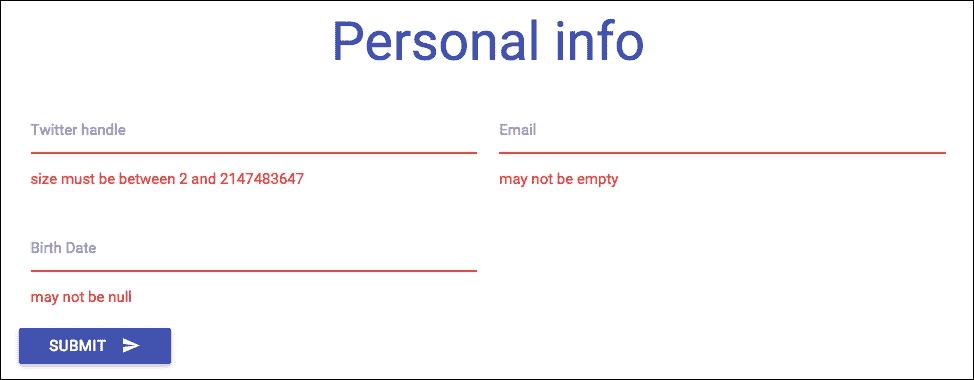 Personal info
Twitter handle
Email
size must be between 2 and 2147483647
may not be empty
Birth Date
may not be null
SUBMIT